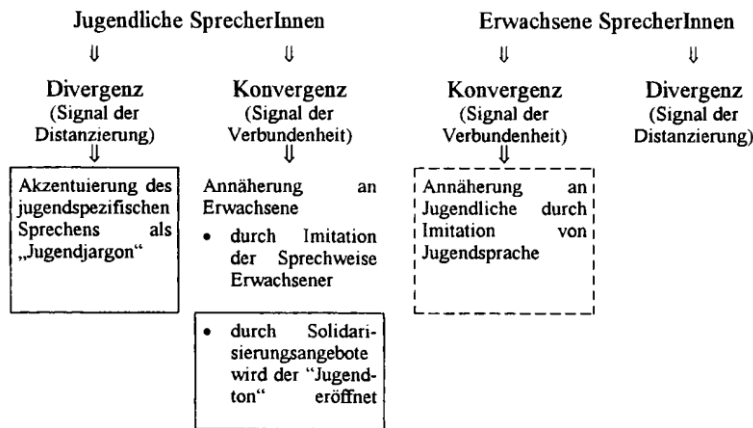 Jugendliche SprecherInnen
⇓ ⇓
Divergenz
(Signal der
Distanzierung)
⇓
Akzentuierung des
jugendspezifischen
Sprechens als
„Jugendjargon“
Konvergenz
(Signal der
Verbundenheit)
⇓
Annäherung an
Erwachsene
• durch Imitation
der Sprechweise
Erwachsener
• durch Solidari-
sierungsangebote
wird der “Jugend-
ton“ eröffnet
Erwachsene SprecherInnen
⇓ ⇓
Konvergenz
(Signal der
Verbundenheit)
⇓
Annäherung an
Jugendliche durch
Imitation von
Jugendsprache
Divergenz
(Signal der
Distanzierung)